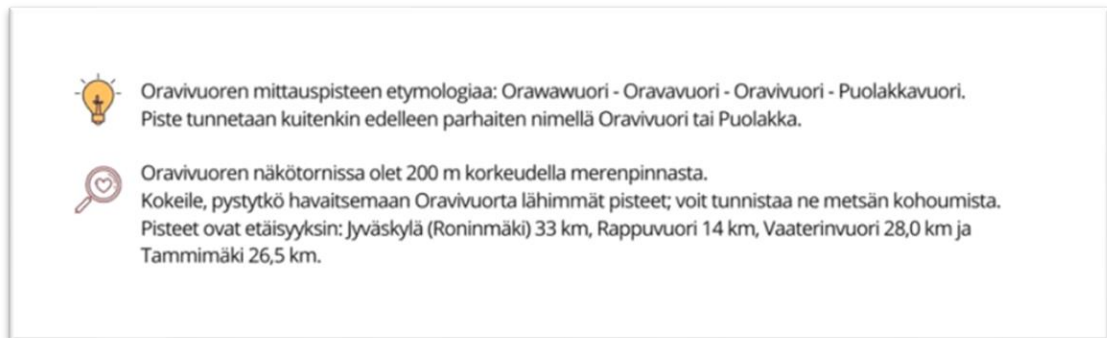 Oravivuoren mittauspisteen etymologiaa: Orawawuori - Oravavuori - Oravivuori - Puolakkavuori.
Piste tunnetaan kuitenkin edelleen parhaiten nimellä Oravivuori tai Puolakka.
Oravivuoren näkötornissa olet 200 m korkeudella merenpinnasta.
Kokeile, pystytkö havaitsemaan Oravivuorta lähimmät pisteet; voit tunnistaa ne metsän kohoumista.
Pisteet ovat etäisyyksin: Jyväskylä (Roninmäki) 33 km, Rappuvuori 14 km, Vaaterinvuori 28,0 km ja
Tammimäki 26,5 km.